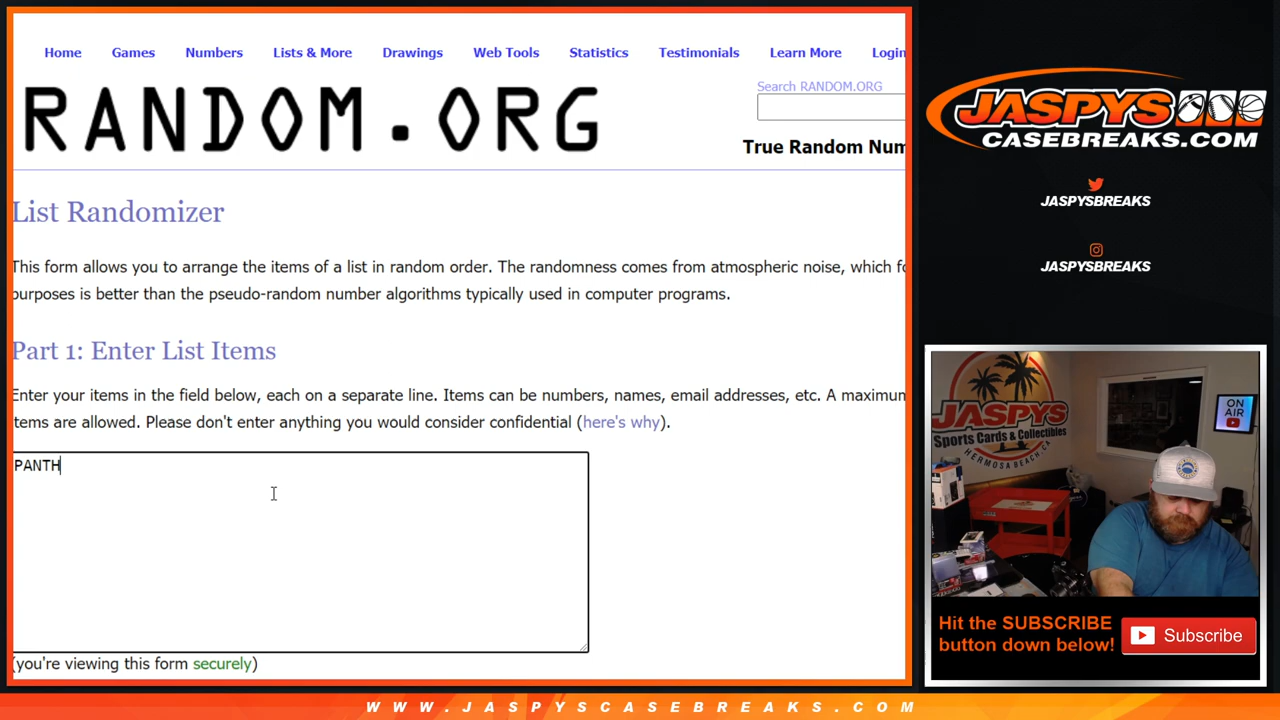 Home Games Numbers Lists & More Drawings Web Tools Statistics Testimonials Learn More Login
RANDOM.ORG
Search RANDOM.ORG
True Random Num
List Randomizer
This form allows you to arrange the items of a list in random order. The randomness comes from atmospheric noise, which fo
purposes is better than the pseudo-random number algorithms typically used in computer programs.
Part 1: Enter List Items
Enter your items in the field below, each on a separate line. Items can be numbers, names, email addresses, etc. A maximum
items are allowed. Please don't enter anything you would consider confidential (here's why).
PANTH
(you're viewing this form securely)
JASPYS
CASEBREAKS.COM
JASPYSBREAKS
JASPYSBREAKS
JASPYS
Sports Cards & Collectibles
HERMOSA BEACH, CA
ON
AIR
Hit the SUBSCRIBE
button down below!
Subscribe
WWW.JASPYSCASEBREAKS.COM